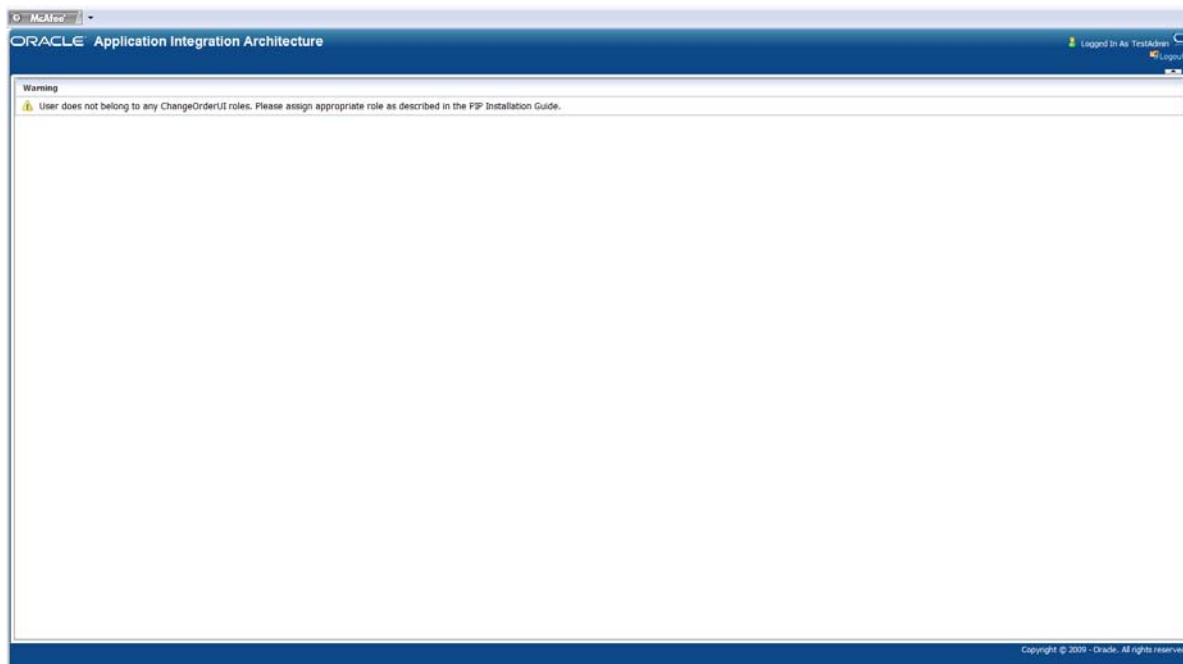 McAfee
ORACLE Application Integration Architecture
Logged In As TestAdmin
Logout
Warning
User does not belong to any ChangeOrderUI roles. Please assign appropriate role as described in the PIP Installation Guide.
Copyright © 2009 - Oracle. All rights reserved